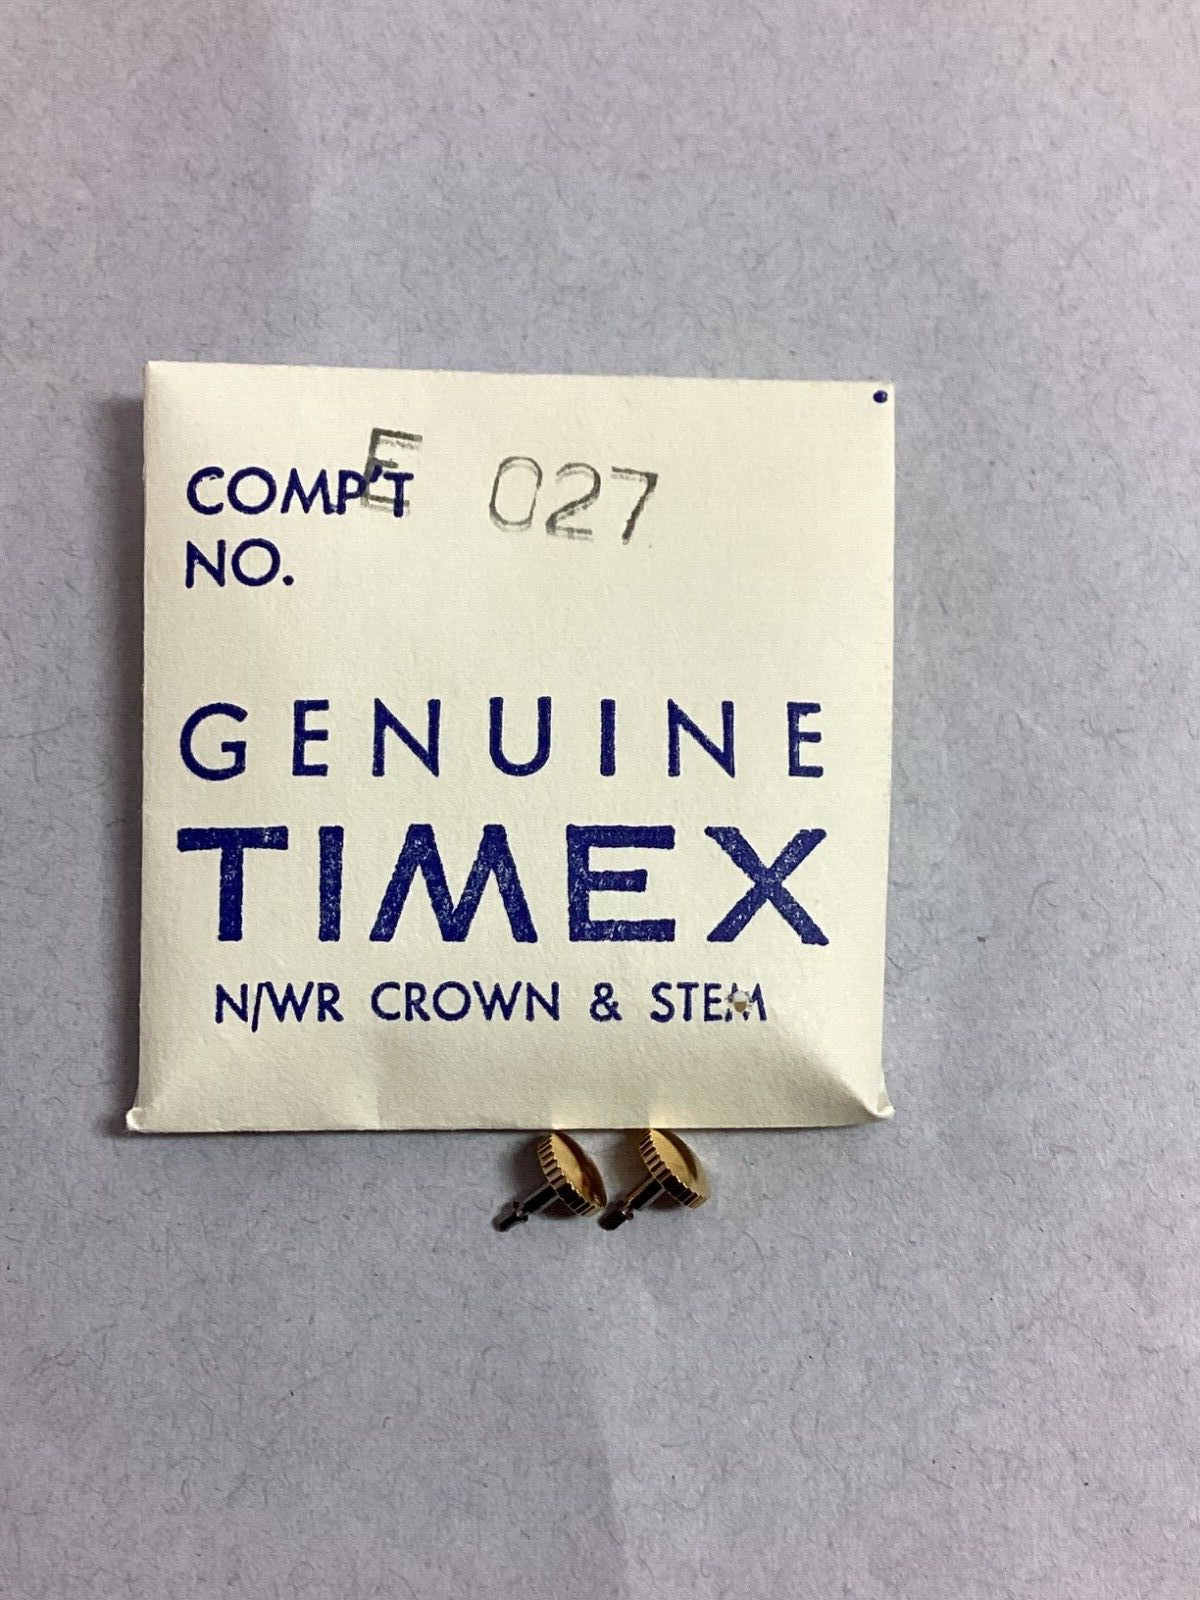 COMP'T E 027
NO.
GENUINE
TIMEX
N/WR CROWN & STEM